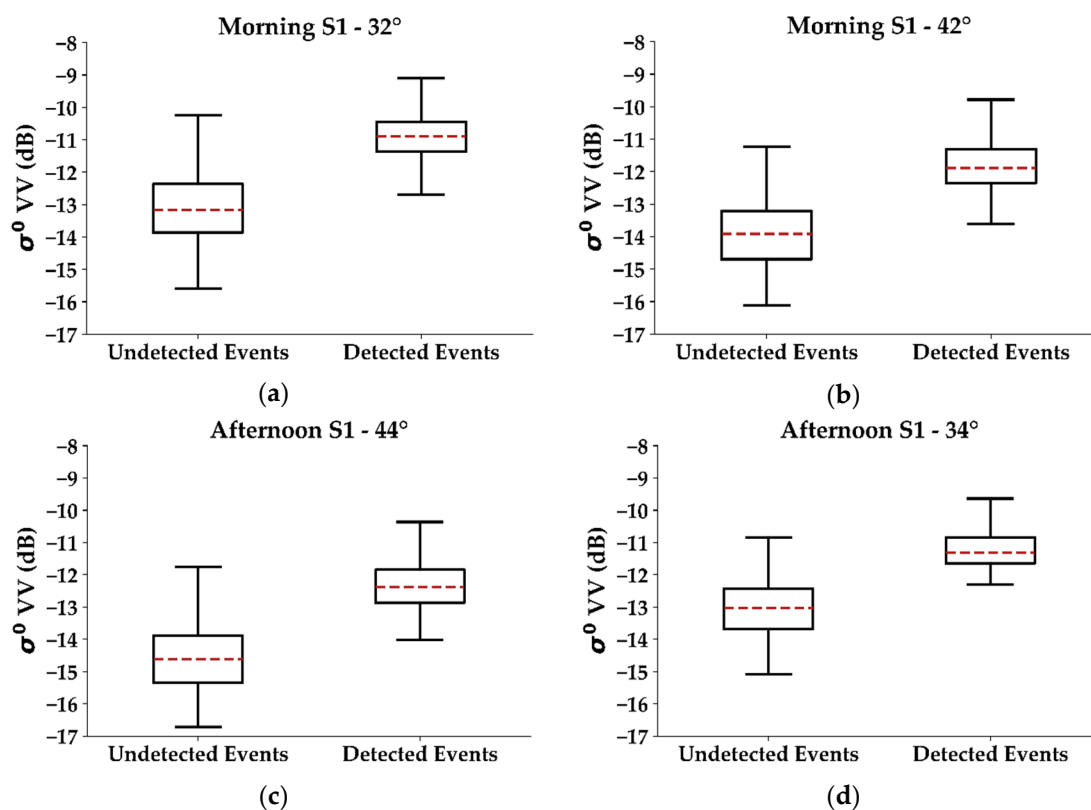 Morning S1 - 32°
σ⁰ VV (dB)
−8
−9
−10
−11
−12
−13
−14
−15
−16
−17
Undetected Events Detected Events
(a)
Morning S1 - 42°
σ⁰ VV (dB)
−8
−9
−10
−11
−12
−13
−14
−15
−16
−17
Undetected Events Detected Events
(b)
Afternoon S1 - 44°
σ⁰ VV (dB)
−8
−9
−10
−11
−12
−13
−14
−15
−16
−17
Undetected Events Detected Events
(c)
Afternoon S1 - 34°
σ⁰ VV (dB)
−8
−9
−10
−11
−12
−13
−14
−15
−16
−17
Undetected Events Detected Events
(d)